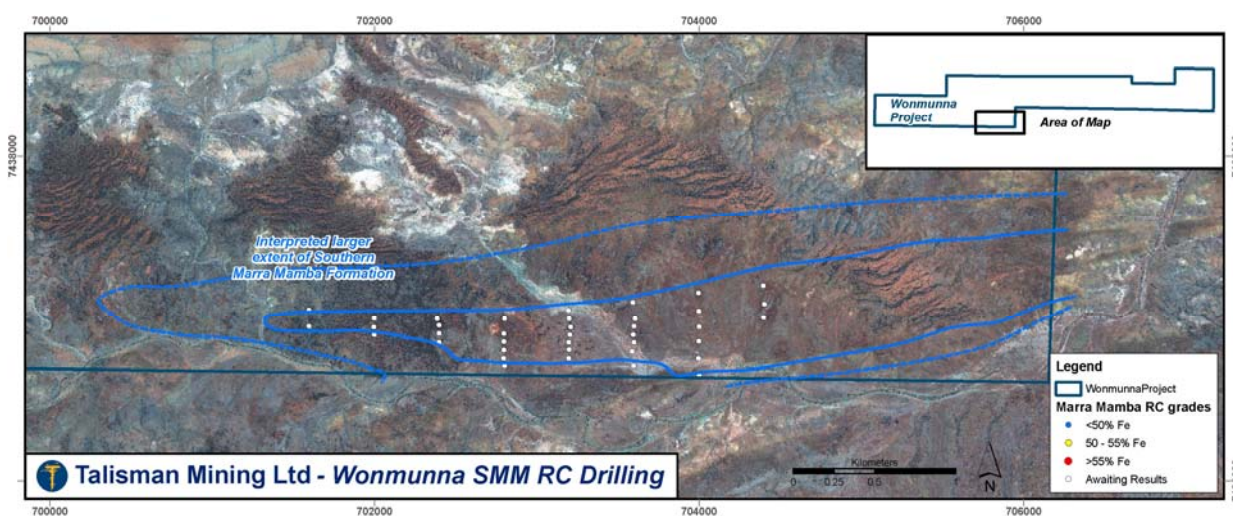 700000 702000 704000 706000
Wonmunna
Project
Area of Map
7438000
Interpreted larger
extent of Southern
Marra Mamba Formation
Legend
WonmunnaProject
Marra Mamba RC grades
<50% Fe
50 - 55% Fe
>55% Fe
Awaiting Results
Talisman Mining Ltd - Wonmunna SMM RC Drilling
Kilometers
0 0.25 0.5 1
N
700000 702000 704000 706000